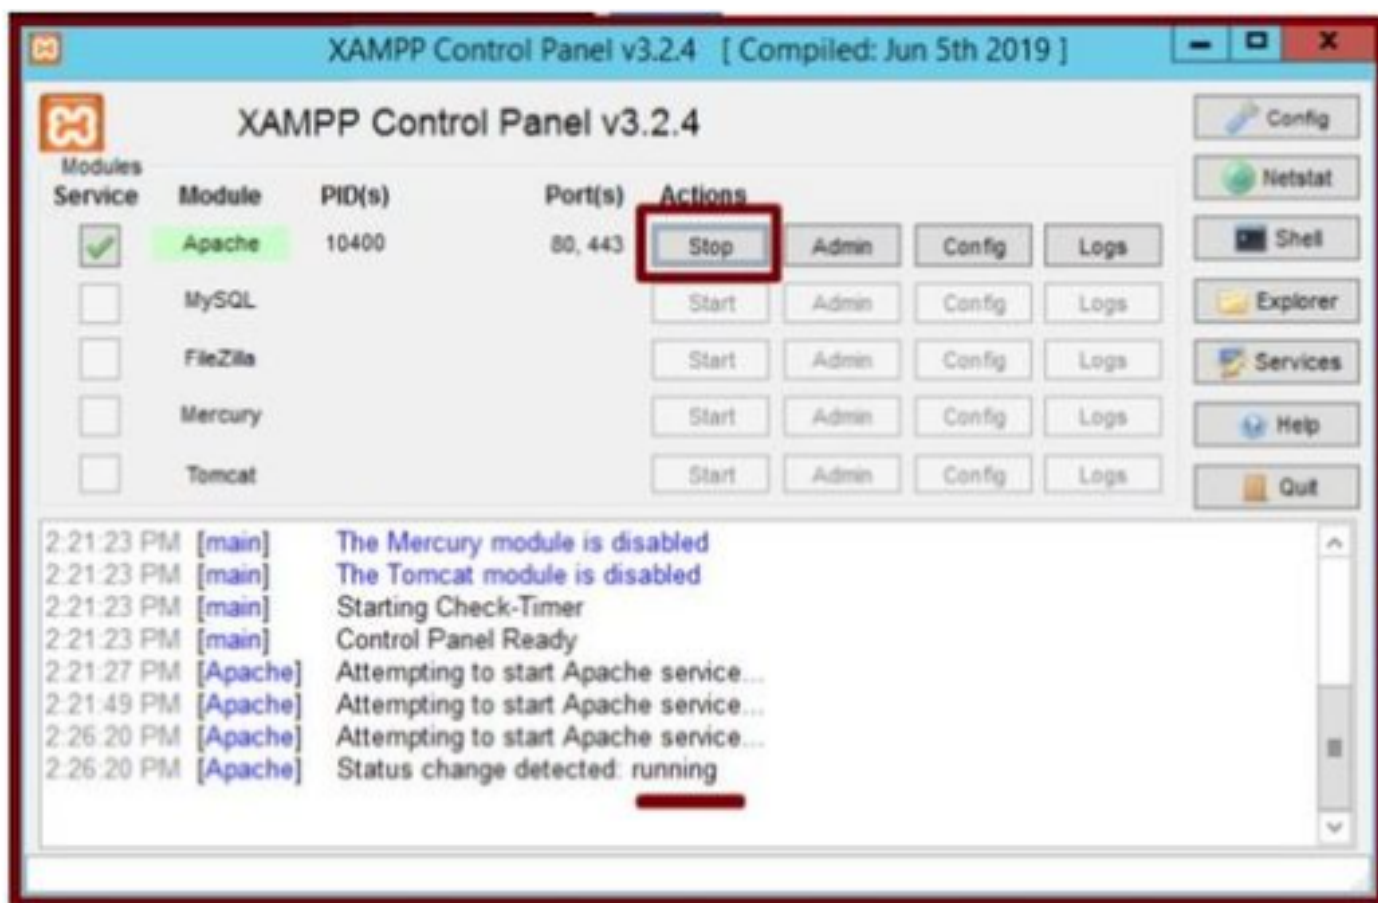 XAMPP Control Panel v3.2.4 [ Compiled: Jun 5th 2019 ]
XAMPP Control Panel v3.2.4
Config
Modules
Netstat
Service Module PID(s) Port(s) Actions
Apache 10400 80, 443 Stop Admin Config Logs
Shell
MySQL Start Admin Config Logs
Explorer
FileZilla Start Admin Config Logs
Services
Mercury Start Admin Config Logs
Help
Tomcat Start Admin Config Logs
Quit
2:21:23 PM [main] The Mercury module is disabled
2:21:23 PM [main] The Tomcat module is disabled
2:21:23 PM [main] Starting Check-Timer
2:21:23 PM [main] Control Panel Ready
2:21:27 PM [Apache] Attempting to start Apache service...
2:21:49 PM [Apache] Attempting to start Apache service...
2:26:20 PM [Apache] Attempting to start Apache service...
2:26:20 PM [Apache] Status change detected: running